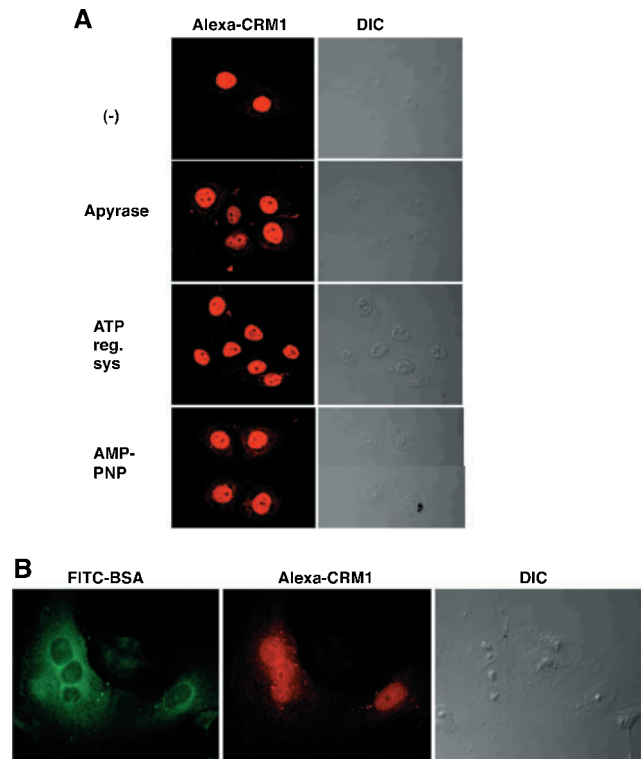 A
Alexa-CRM1 DIC
(-)
Apyrase
ATP
reg.
sys
AMP-
PNP
B
FITC-BSA Alexa-CRM1 DIC